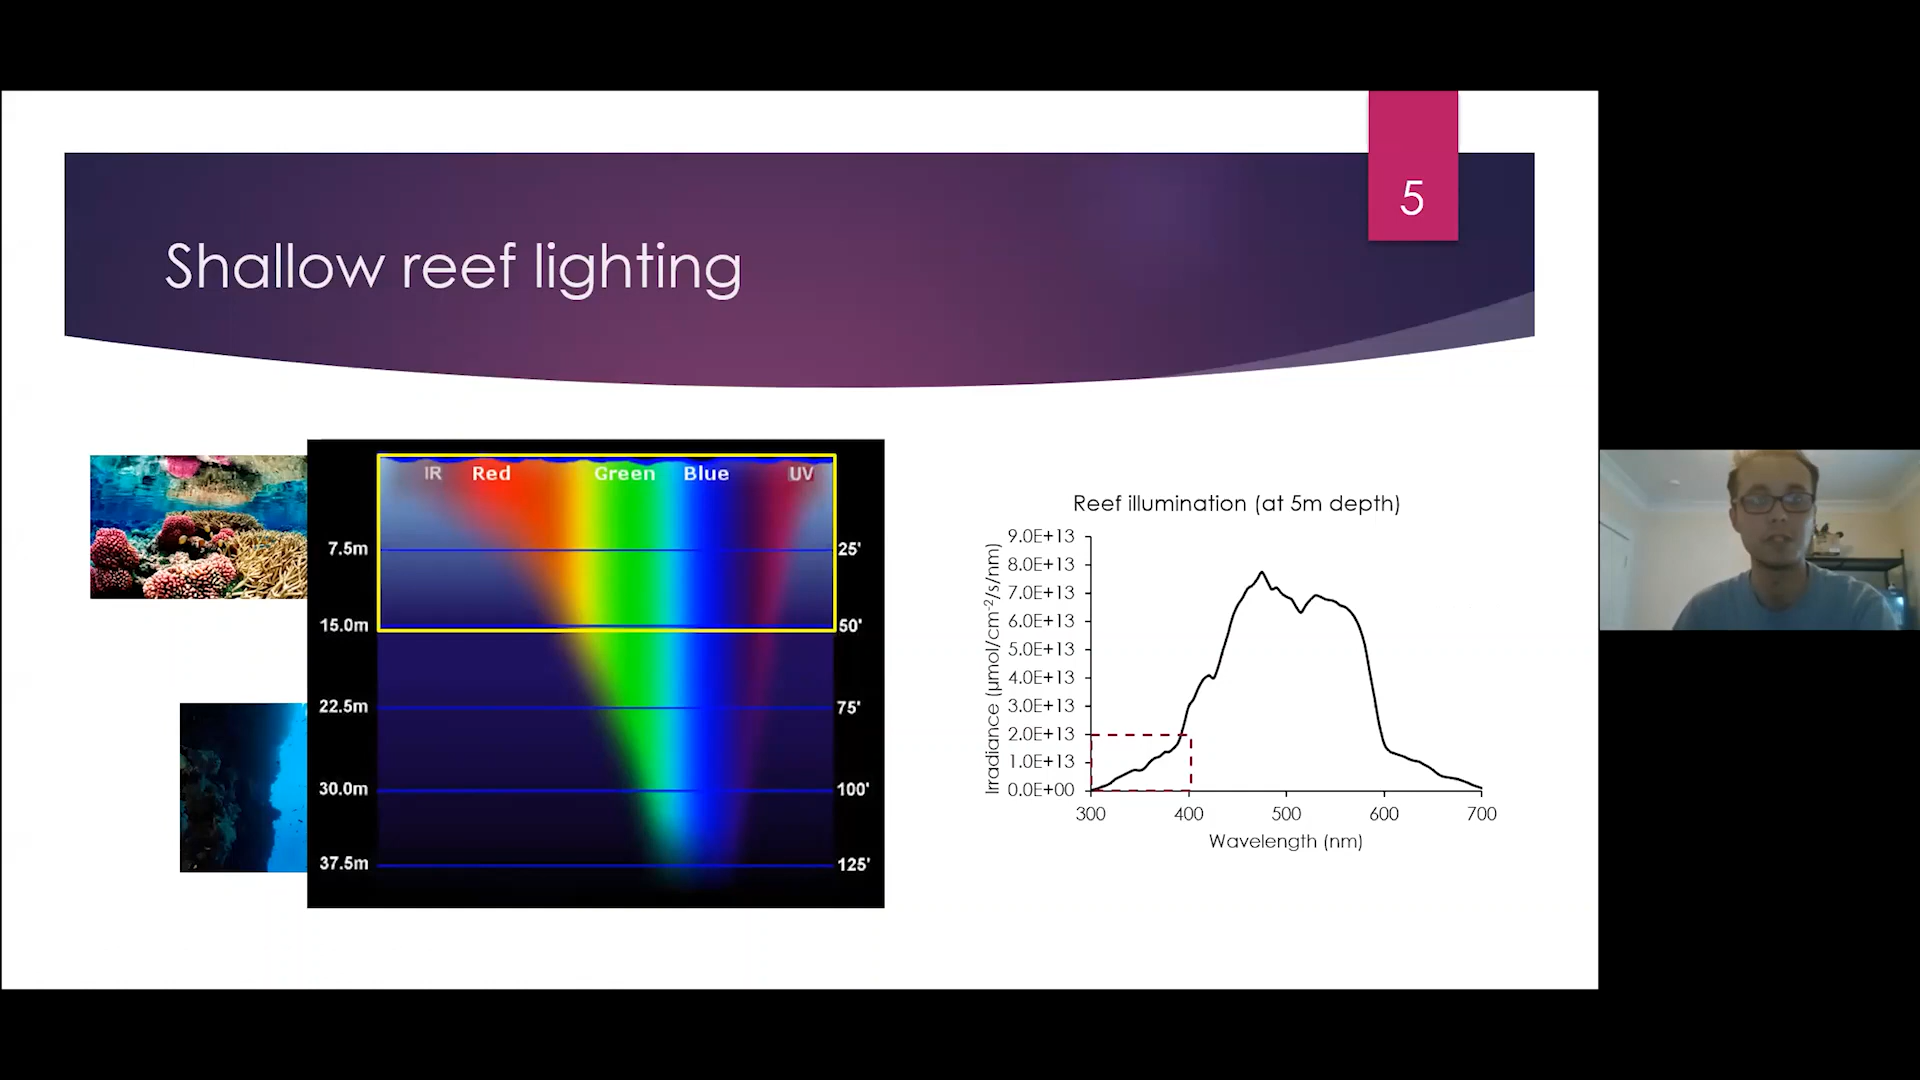 5
Shallow reef lighting
IR Red Green Blue UV
7.5m 25'
15.0m 50'
22.5m 75'
30.0m 100'
37.5m 125'
Reef illumination (at 5m depth)
Irradiance (µmol/cm⁻²/s/nm)
9.0E+13
8.0E+13
7.0E+13
6.0E+13
5.0E+13
4.0E+13
3.0E+13
2.0E+13
1.0E+13
0.0E+00
300 400 500 600 700
Wavelength (nm)